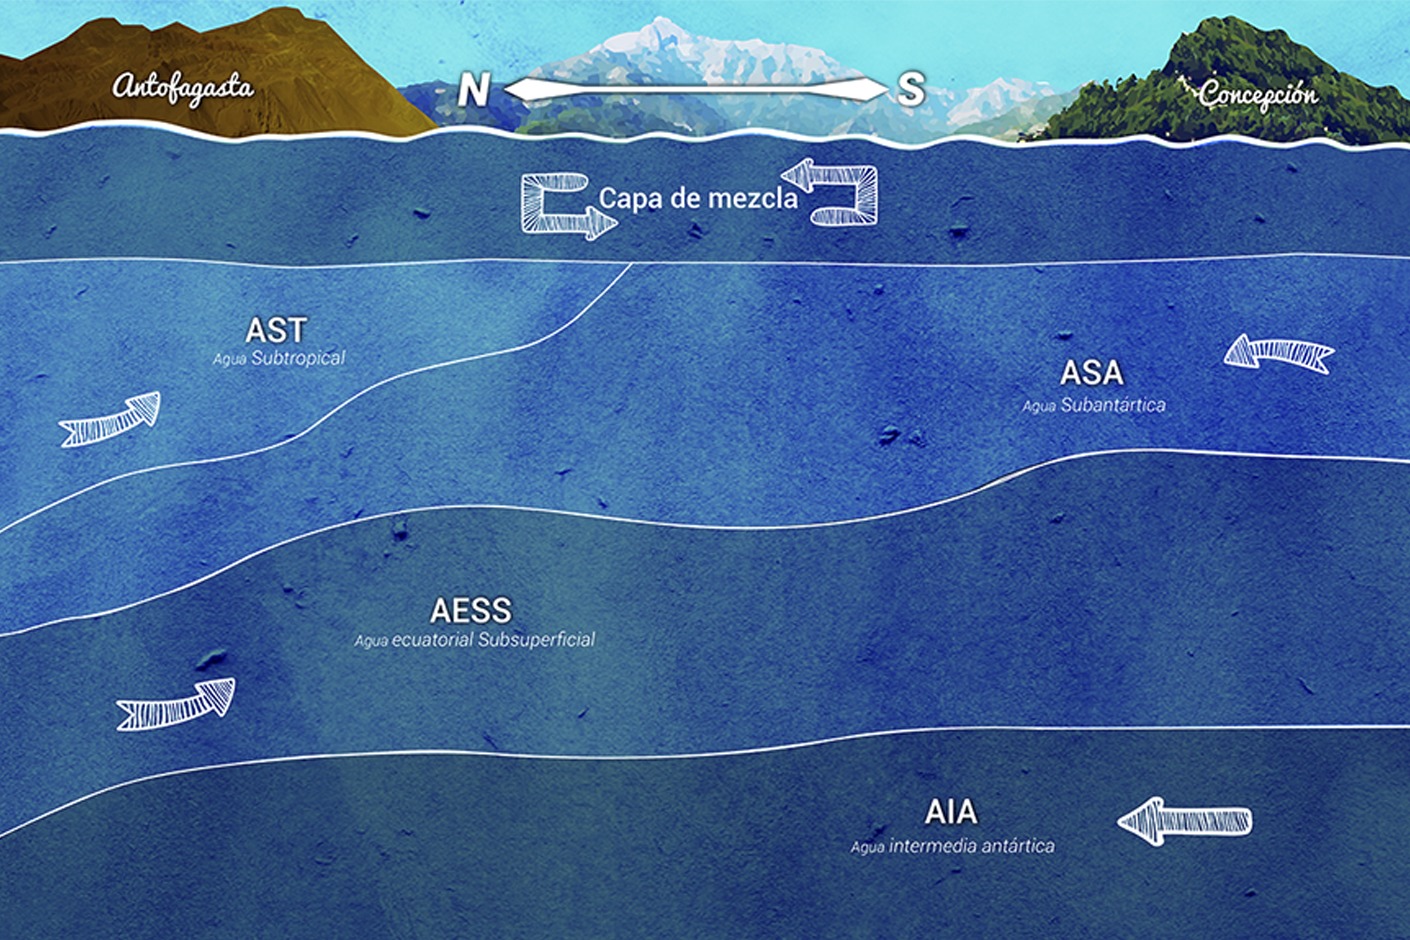 Antofagasta
N
S
Concepción
Capa de mezcla
AST
Agua Subtropical
ASA
Agua Subantártica
AESS
Agua ecuatorial Subsuperficial
AIA
Agua intermedia antártica